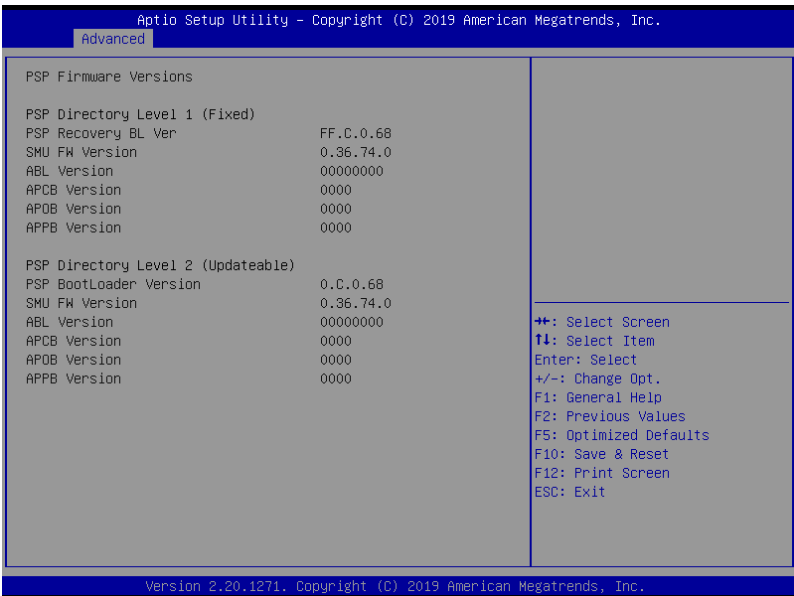 Aptio Setup Utility – Copyright (C) 2019 American Megatrends, Inc.
Advanced
PSP Firmware Versions
PSP Directory Level 1 (Fixed)
PSP Recovery BL Ver FF.C.0.68
SMU FW Version 0.36.74.0
ABL Version 00000000
APCB Version 0000
APOB Version 0000
APPB Version 0000
PSP Directory Level 2 (Updateable)
PSP BootLoader Version 0.C.0.68
SMU FW Version 0.36.74.0
ABL Version 00000000
APCB Version 0000
APOB Version 0000
APPB Version 0000
→←: Select Screen
↑↓: Select Item
Enter: Select
+/-: Change Opt.
F1: General Help
F2: Previous Values
F5: Optimized Defaults
F10: Save & Reset
F12: Print Screen
ESC: Exit
Version 2.20.1271. Copyright (C) 2019 American Megatrends, Inc.